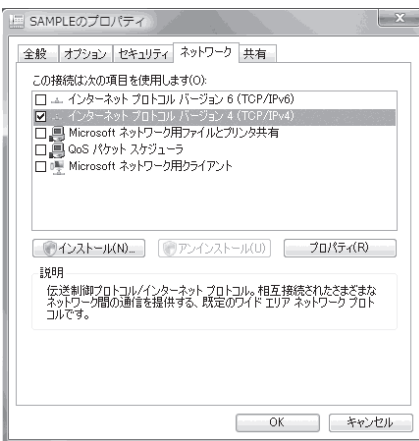 SAMPLEのプロパティ
全般 オプション セキュリティ ネットワーク 共有
この接続は次の項目を使用します(O):
インターネット プロトコル バージョン 6 (TCP/IPv6)
インターネット プロトコル バージョン 4 (TCP/IPv4)
Microsoft ネットワーク用ファイルとプリンタ共有
QoS パケット スケジューラ
Microsoft ネットワーク用クライアント
インストール(N)... アンインストール(U) プロパティ(R)
説明
伝送制御プロトコル/インターネット プロトコル。相互接続されたさまざまな
ネットワーク間の通信を提供する、既定のワイド エリア ネットワーク プロト
コルです。
OK キャンセル